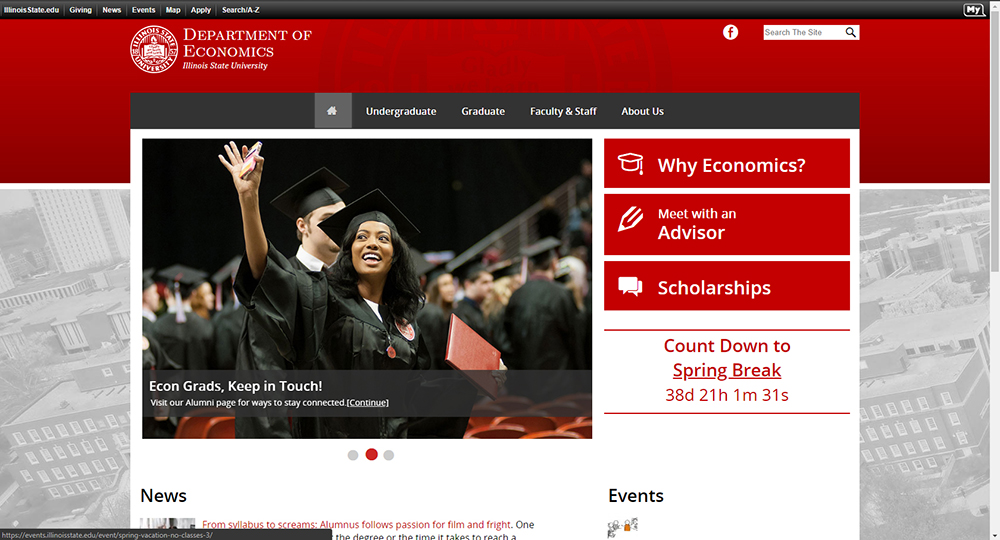 IllinoisState.edu Giving News Events Map Apply Search/A-Z My
DEPARTMENT OF
ECONOMICS
Illinois State University
ILLINOIS STATE UNIVERSITY
Search The Site
Undergraduate Graduate Faculty & Staff About Us
Why Economics?
Meet with an
Advisor
Scholarships
Count Down to
Spring Break
38d 21h 1m 31s
Econ Grads, Keep in Touch!
Visit our Alumni page for ways to stay connected.[Continue]
News
Events
From syllabus to screams: Alumnus follows passion for film and fright. One
the degree or the time it takes to reach a
https://events.illinoisstate.edu/event/spring-vacation-no-classes-3/